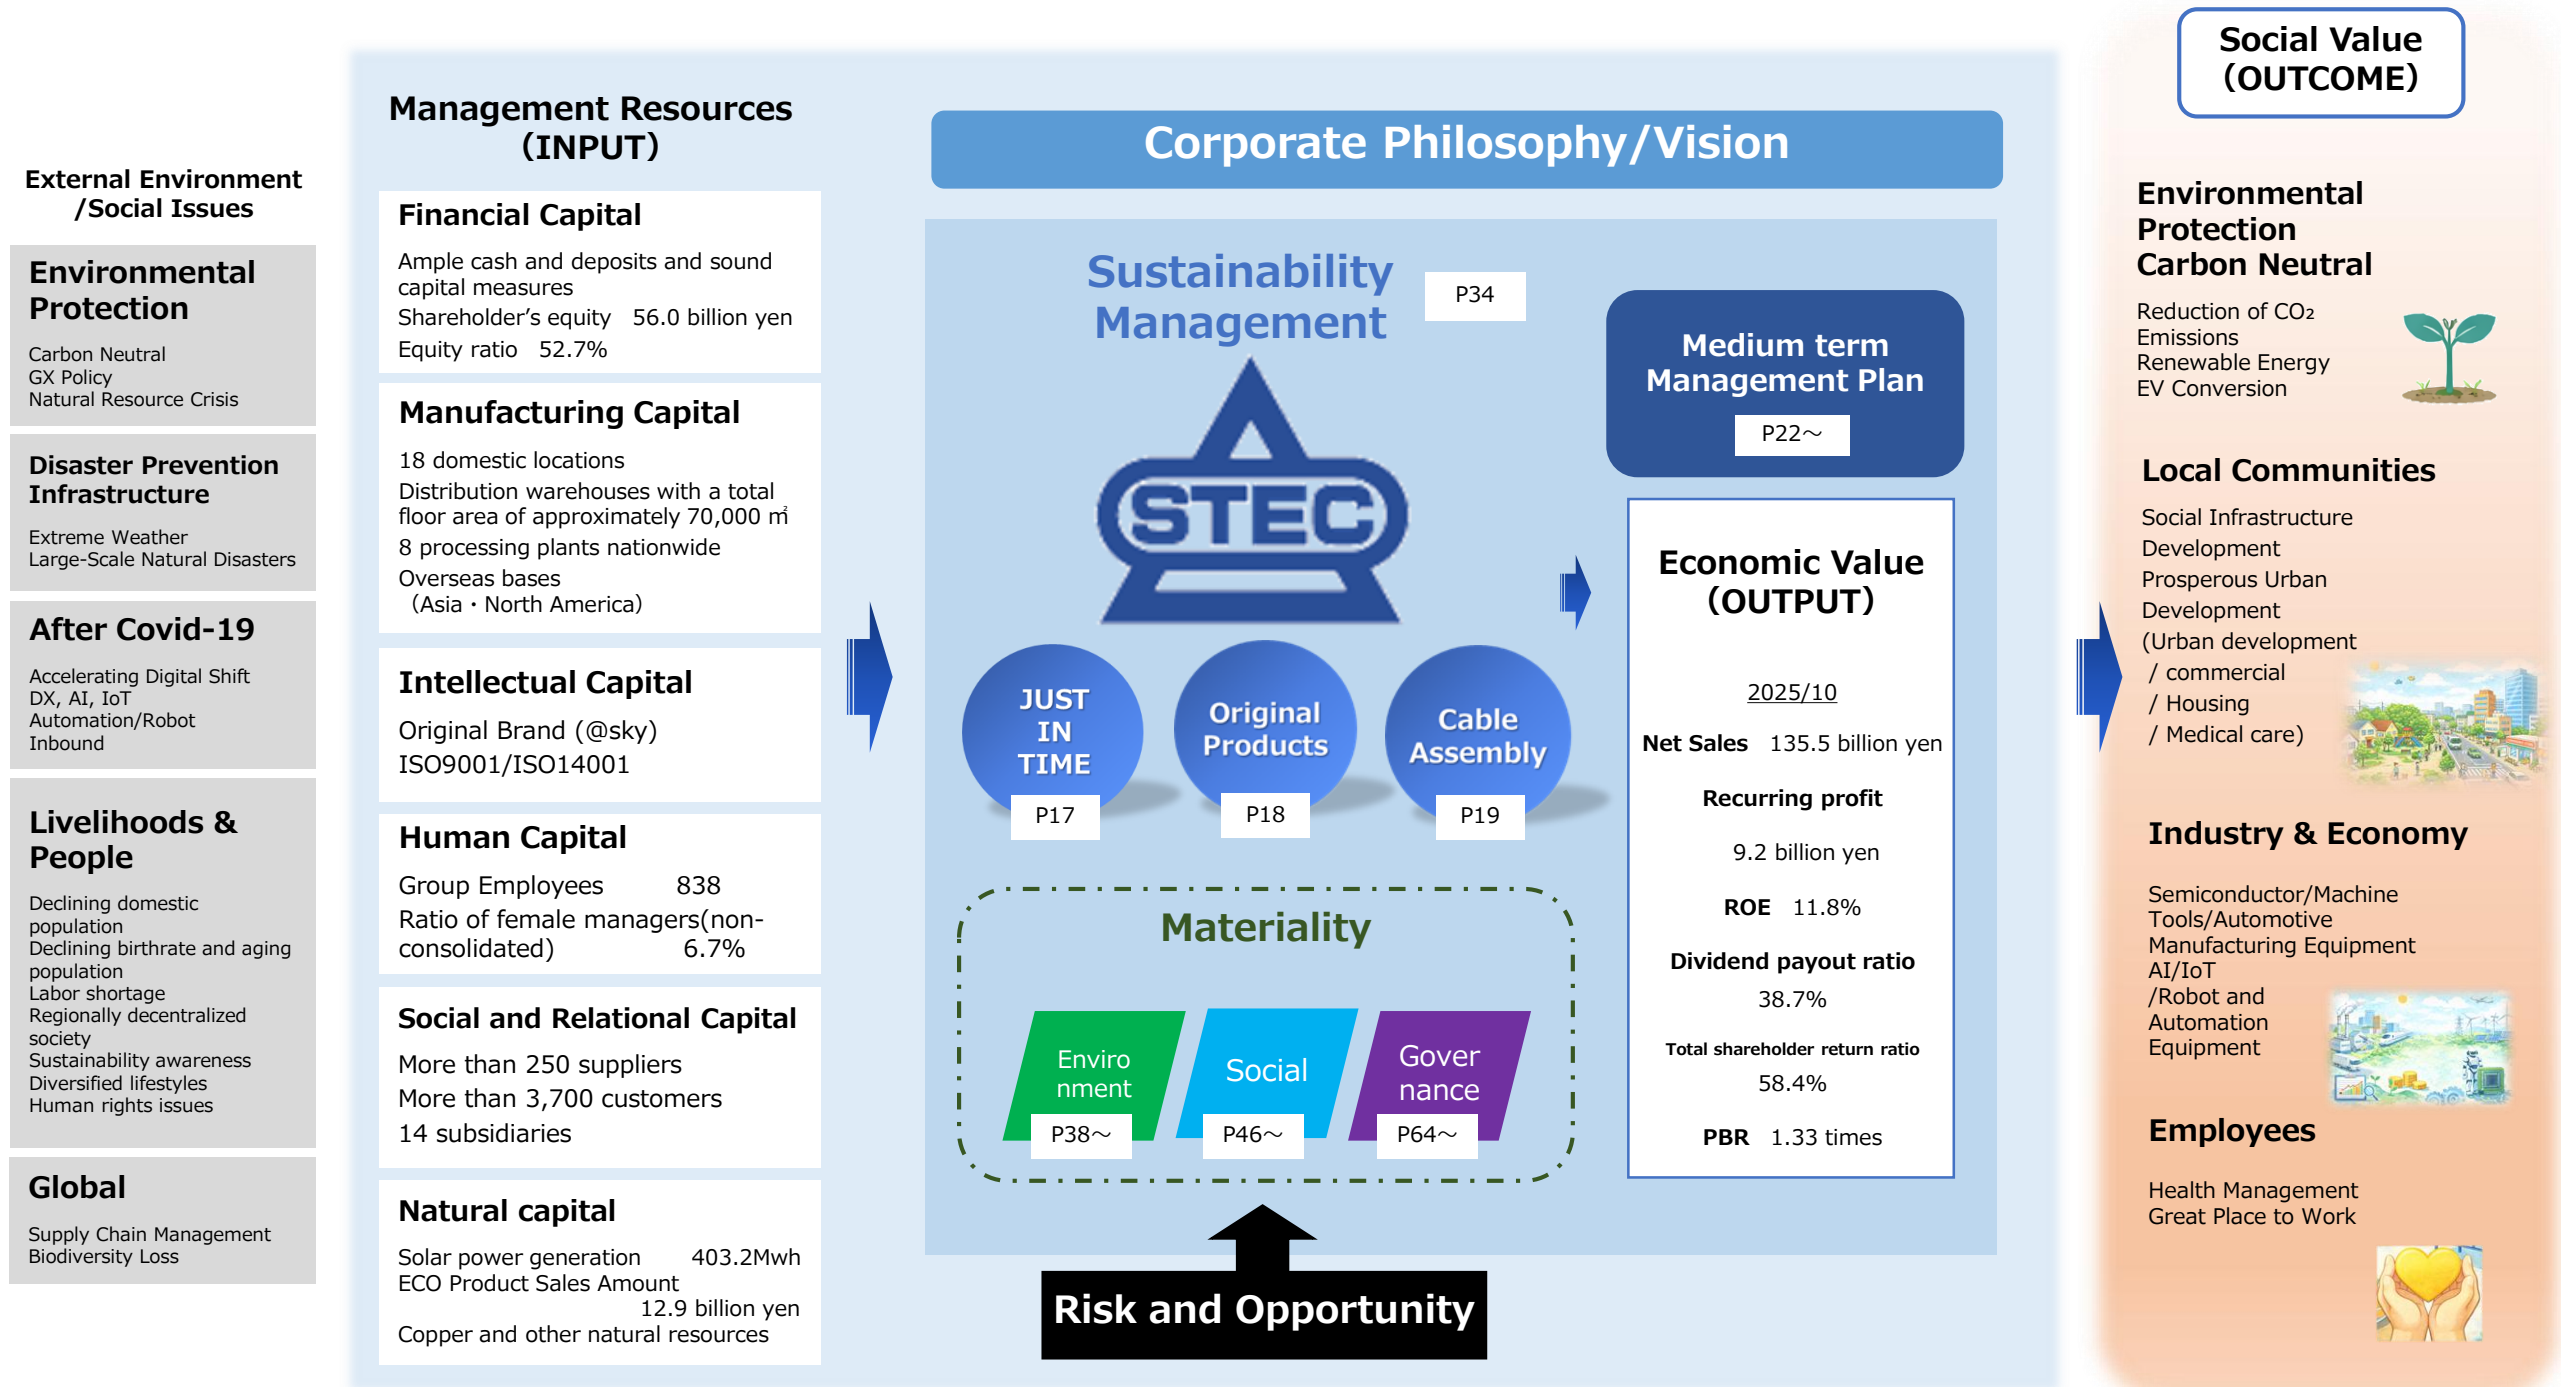 External Environment
/Social Issues
Environmental
Protection
Carbon Neutral
GX Policy
Natural Resource Crisis
Disaster Prevention
Infrastructure
Extreme Weather
Large-Scale Natural Disasters
After Covid-19
Accelerating Digital Shift
DX, AI, IoT
Automation/Robot
Inbound
Livelihoods &
People
Declining domestic
population
Declining birthrate and aging
population
Labor shortage
Regionally decentralized
society
Sustainability awareness
Diversified lifestyles
Human rights issues
Global
Supply Chain Management
Biodiversity Loss
Management Resources
（INPUT）
Financial Capital
Ample cash and deposits and sound
capital measures
Shareholder’s equity 56.0 billion yen
Equity ratio 52.7%
Manufacturing Capital
18 domestic locations
Distribution warehouses with a total
floor area of approximately 70,000 ㎡
8 processing plants nationwide
Overseas bases
（Asia・North America）
Intellectual Capital
Original Brand (@sky)
ISO9001/ISO14001
Human Capital
Group Employees 838
Ratio of female managers(non-
consolidated) 6.7%
Social and Relational Capital
More than 250 suppliers
More than 3,700 customers
14 subsidiaries
Natural capital
Solar power generation 403.2Mwh
ECO Product Sales Amount
12.9 billion yen
Copper and other natural resources
Corporate Philosophy/Vision
Sustainability
Management
P34
STEC
JUST
IN
TIME
P17
Original
Products
P18
Cable
Assembly
P19
Materiality
Enviro
nment
P38～
Social
P46～
Gover
nance
P64～
Risk and Opportunity
Medium term
Management Plan
P22～
Economic Value
（OUTPUT）
2025/10
Net Sales 135.5 billion yen
Recurring profit
9.2 billion yen
ROE 11.8%
Dividend payout ratio
38.7%
Total shareholder return ratio
58.4%
PBR 1.33 times
Social Value
（OUTCOME）
Environmental
Protection
Carbon Neutral
Reduction of CO₂
Emissions
Renewable Energy
EV Conversion
Local Communities
Social Infrastructure
Development
Prosperous Urban
Development
(Urban development
/ commercial
/ Housing
/ Medical care)
Industry & Economy
Semiconductor/Machine
Tools/Automotive
Manufacturing Equipment
AI/IoT
/Robot and
Automation
Equipment
Employees
Health Management
Great Place to Work